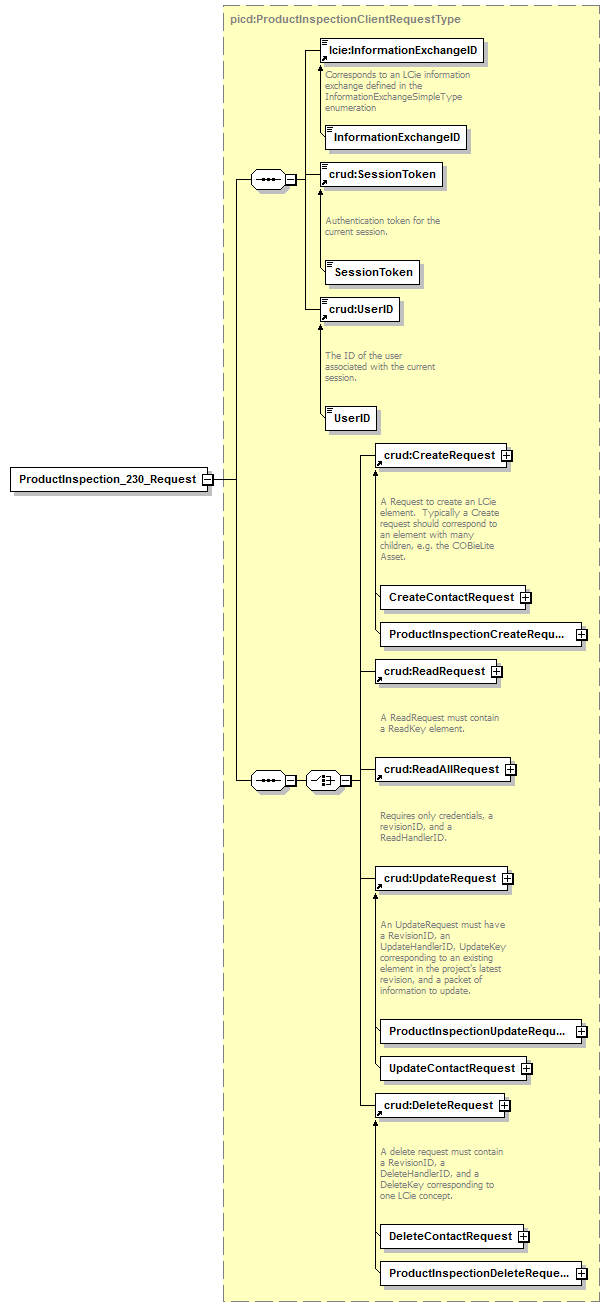 picd:ProductInspectionClientRequestType
lcie:InformationExchangeID
Corresponds to an LCie information
exchange defined in the
InformationExchangeSimpleType
enumeration
InformationExchangeID
crud:SessionToken
Authentication token for the
current session.
SessionToken
crud:UserID
The ID of the user
associated with the current
session.
UserID
ProductInspection_230_Request
crud:CreateRequest
A Request to create an LCie
element.  Typically a Create
request should correspond to
an element with many
children, e.g. the COBieLite
Asset.
CreateContactRequest
ProductInspectionCreateRequ...
crud:ReadRequest
A ReadRequest must contain
a ReadKey element.
crud:ReadAllRequest
Requires only credentials, a
revisionID, and a
ReadHandlerID.
crud:UpdateRequest
An UpdateRequest must have
a RevisionID, an
UpdateHandlerID, UpdateKey
corresponding to an existing
element in the project's latest
revision, and a packet of
information to update.
ProductInspectionUpdateRequ...
UpdateContactRequest
crud:DeleteRequest
A delete request must contain
a RevisionID, a
DeleteHandlerID, and a
DeleteKey corresponding to
one LCie concept.
DeleteContactRequest
ProductInspectionDeleteReque...